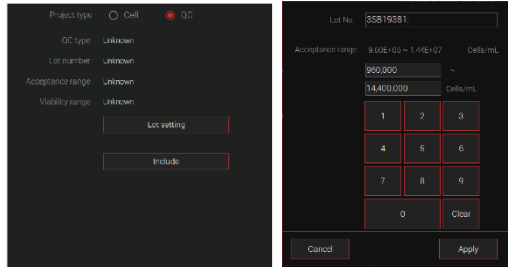 Project type Cell QC
QC type Unknown
Lot number Unknown
Acceptance range Unknown
Viability range Unknown
Lot setting
Include
Lot No. 3SB19381
Acceptance range 9.60E+05 ~ 1.44E+07 Cells/mL
960,000 ~
14,400,000 Cells/mL
1 2 3
4 5 6
7 8 9
0 Clear
Cancel Apply